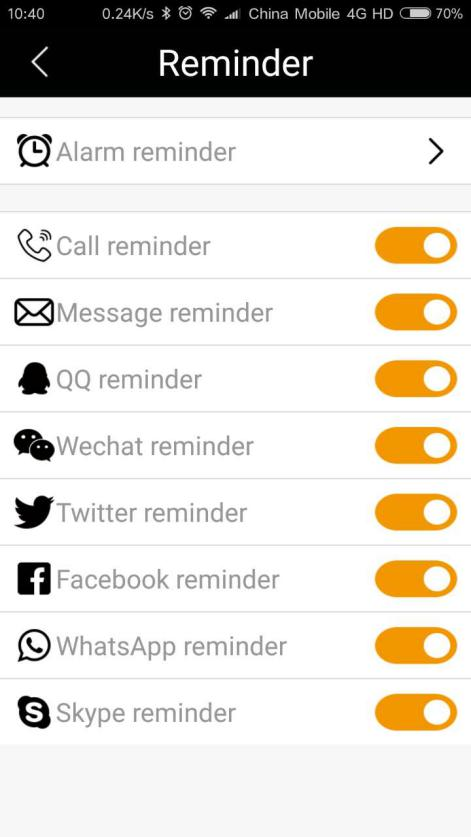 10:40 0.24K/s China Mobile 4G HD 70%
Reminder
Alarm reminder
Call reminder
Message reminder
QQ reminder
Wechat reminder
Twitter reminder
Facebook reminder
WhatsApp reminder
Skype reminder